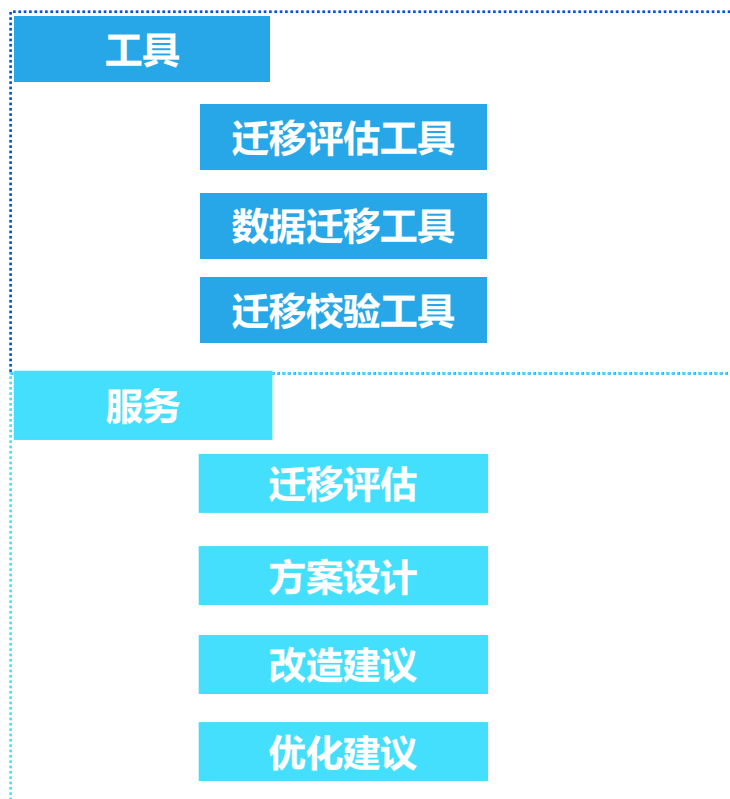 工具
迁移评估工具
数据迁移工具
迁移校验工具
服务
迁移评估
方案设计
改造建议
优化建议